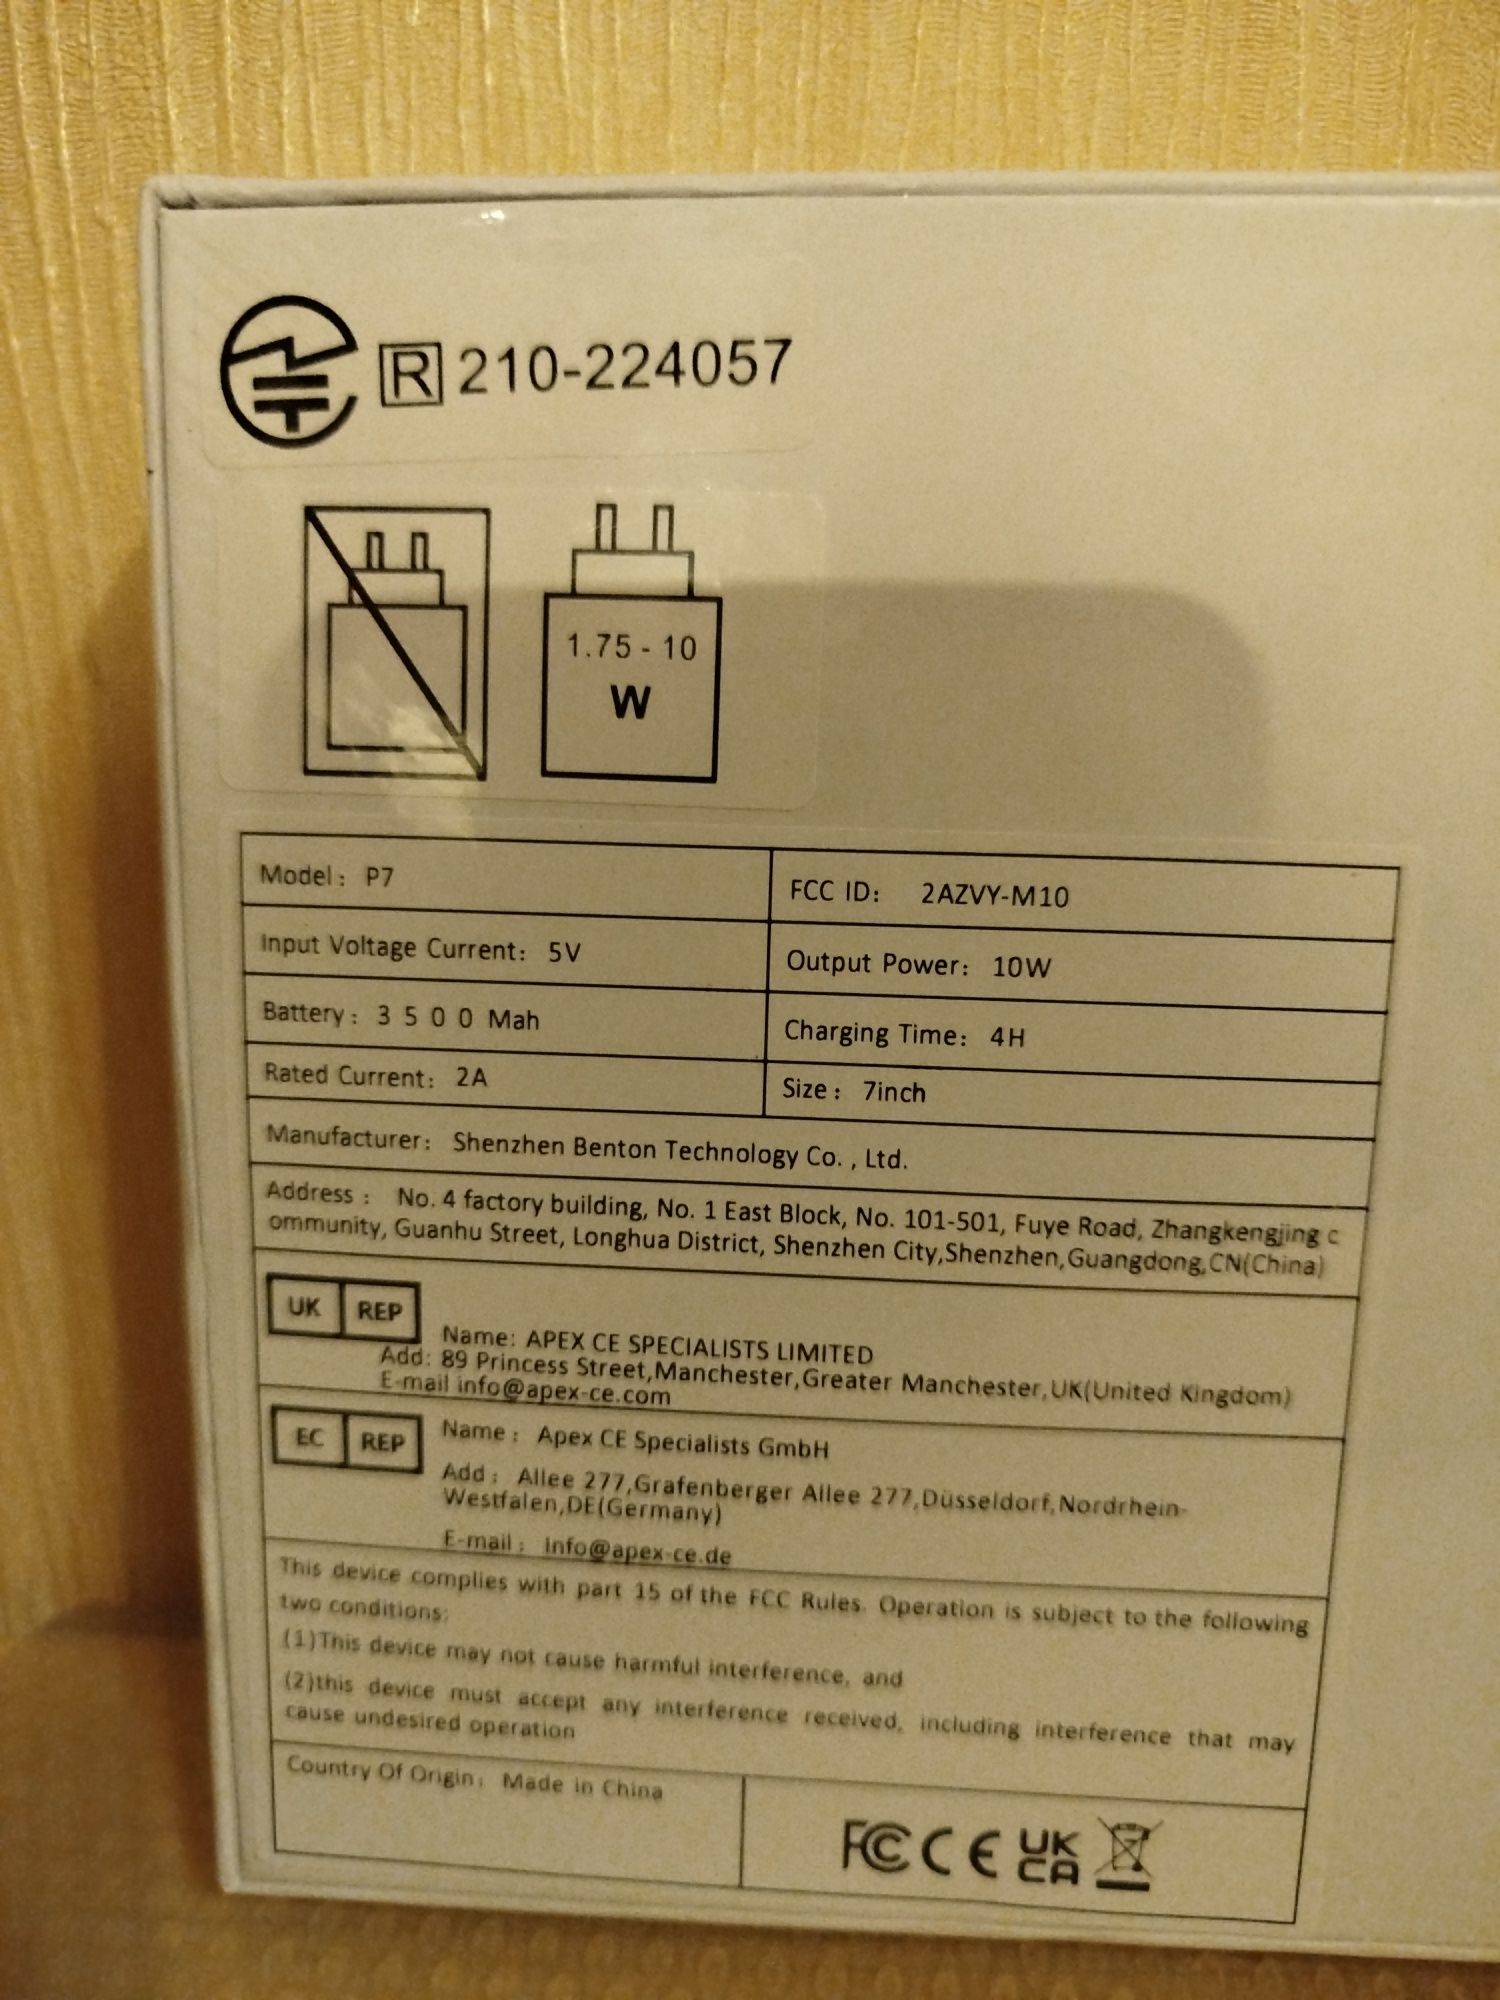 R 210-224057
1.75 - 10
W
Model： P7
FCC ID： 2AZVY-M10
Input Voltage Current： 5V
Output Power： 10W
Battery： 3 5 0 0 Mah
Charging Time： 4H
Rated Current： 2A
Size： 7inch
Manufacturer： Shenzhen Benton Technology Co. , Ltd.
Address： No. 4 factory building, No. 1 East Block, No. 101-501, Fuye Road, Zhangkengjing c
ommunity, Guanhu Street, Longhua District, Shenzhen City,Shenzhen,Guangdong,CN(China)
UK REP
Name: APEX CE SPECIALISTS LIMITED
Add: 89 Princess Street,Manchester,Greater Manchester,UK(United Kingdom)
E-mail info@apex-ce.com
EC REP
Name： Apex CE Specialists GmbH
Add： Allee 277,Grafenberger Allee 277,Düsseldorf,Nordrhein-
Westfalen,DE(Germany)
E-mail： Info@apex-ce.de
This device complies with part 15 of the FCC Rules. Operation is subject to the following
two conditions:
(1)This device may not cause harmful interference, and
(2)this device must accept any interference received, including interference that may
cause undesired operation
Country Of Origin： Made in China
FCC CE UK
CA